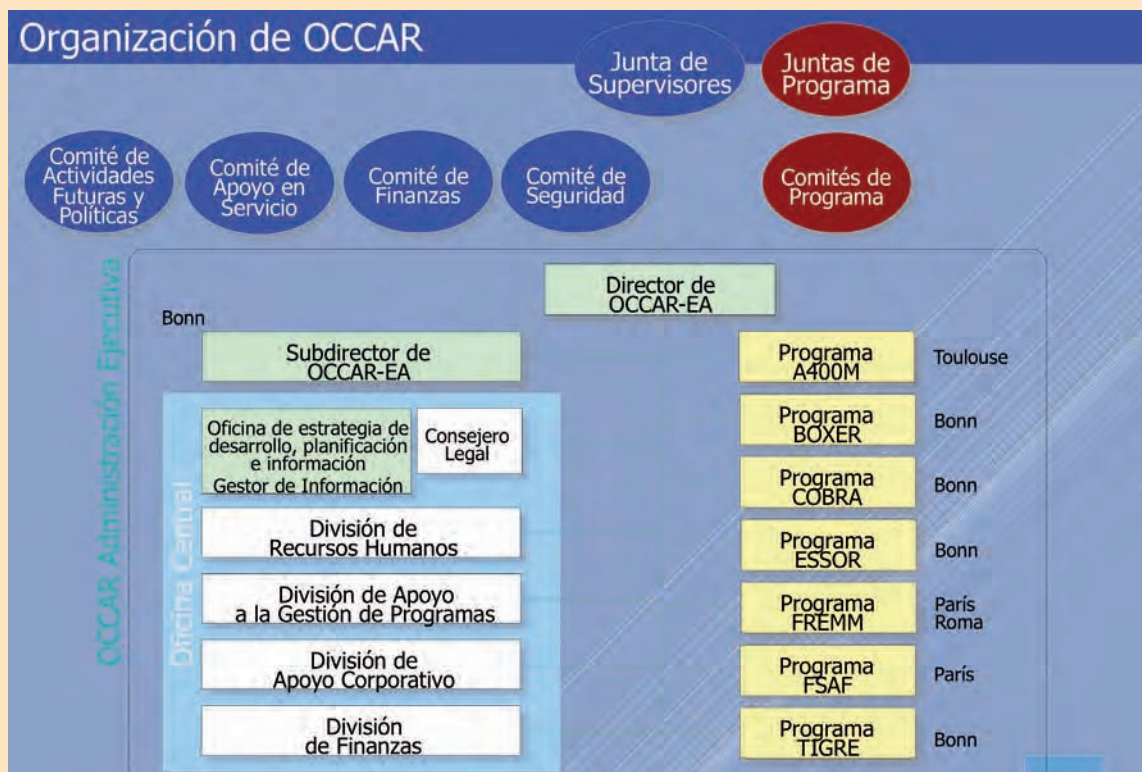 Organización de OCCAR
Junta de
Supervisores
Juntas de
Programa
Comité de
Actividades
Futuras y
Políticas
Comité de
Apoyo en
Servicio
Comité de
Finanzas
Comité de
Seguridad
Comités de
Programa
OCCAR Administración Ejecutiva
Director de
OCCAR-EA
Bonn
Subdirector de
OCCAR-EA
Oficina Central
Oficina de estrategia de
desarrollo, planificación
e información
Gestor de Información
Consejero
Legal
División de
Recursos Humanos
División de Apoyo
a la Gestión de Programas
División de
Apoyo Corporativo
División
de Finanzas
Programa
A400M
Toulouse
Programa
BOXER
Bonn
Programa
COBRA
Bonn
Programa
ESSOR
Bonn
Programa
FREMM
París
Roma
Programa
FSAF
París
Programa
TIGRE
Bonn